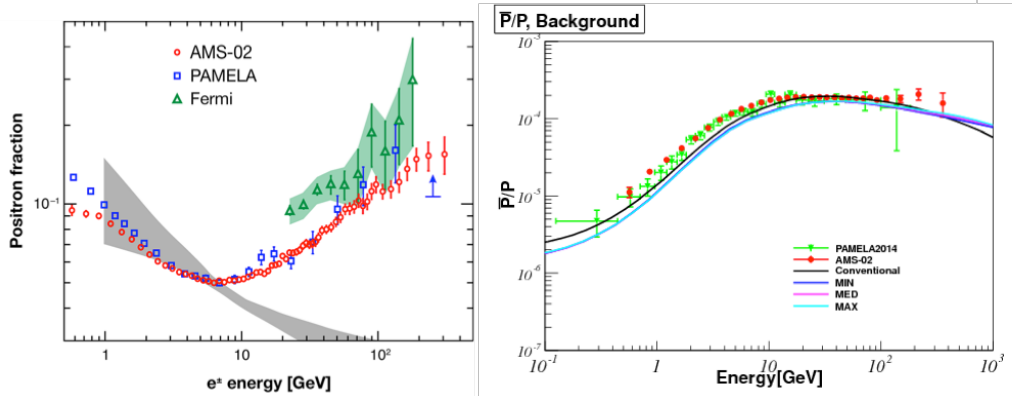 Positron fraction
10⁻¹
1
10
10²
e± energy [GeV]
AMS-02
PAMELA
Fermi
P̅/P, Background
P̅/P
10⁻³
10⁻⁴
10⁻⁵
10⁻⁶
10⁻⁷
10⁻¹
1
10
10²
10³
Energy[GeV]
PAMELA2014
AMS-02
Conventional
MIN
MED
MAX